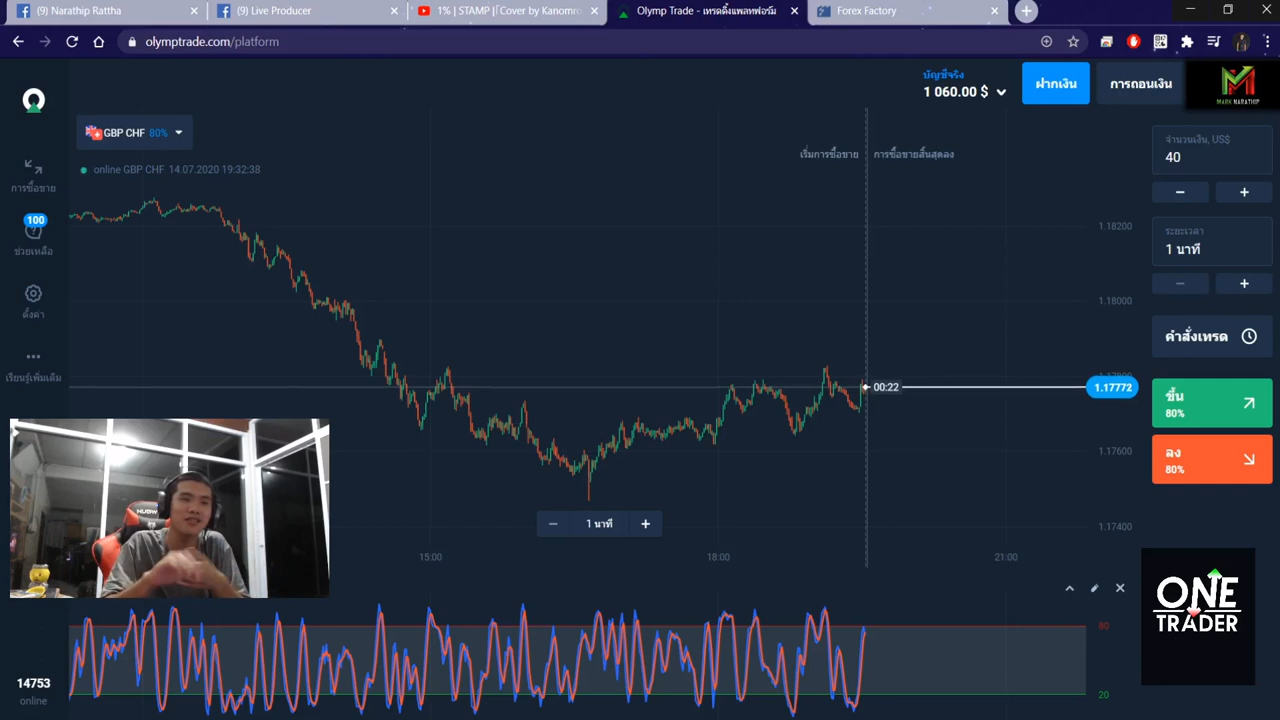 (9) Narathip Rattha
(9) Live Producer
1% | STAMP |「Cover by Kanomro
Olymp Trade - เทรดดิ้งแพลทฟอร์ม
Forex Factory
olymptrade.com/platform
บัญชีจริง
1 060.00 $
ฝากเงิน
การถอนเงิน
MARK NARATHIP
GBP CHF 80%
online GBP CHF 14.07.2020 19:32:38
เริ่มการซื้อขาย
การซื้อขายสิ้นสุดลง
จำนวนเงิน, US$
40
ระยะเวลา
1 นาที
คำสั่งเทรด
ขึ้น
80%
ลง
80%
การซื้อขาย
100
ช่วยเหลือ
ตั้งค่า
เรียนรู้เพิ่มเติม
1.18200
1.18000
00:22
1.17772
1.17600
1.17400
1 นาที
15:00
18:00
21:00
80
20
ONE
TRADER
14753
online